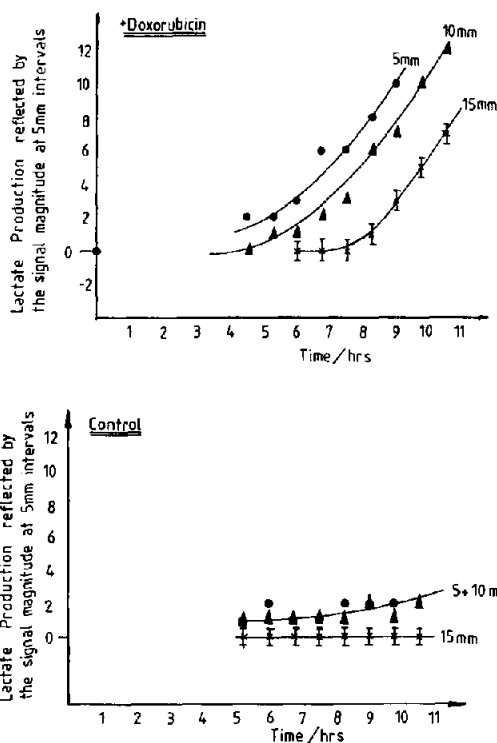 +Doxorubicin
Lactate Production reflected by
the signal magnitude at 5mm intervals
12
10
8
6
4
2
0
-2
5mm
10mm
15mm
1 2 3 4 5 6 7 8 9 10 11
Time/hrs
Control
Lactate Production reflected by
the signal magnitude at 5mm intervals
12
10
8
6
4
2
0
5+10m
15mm
1 2 3 4 5 6 7 8 9 10 11
Time/hrs